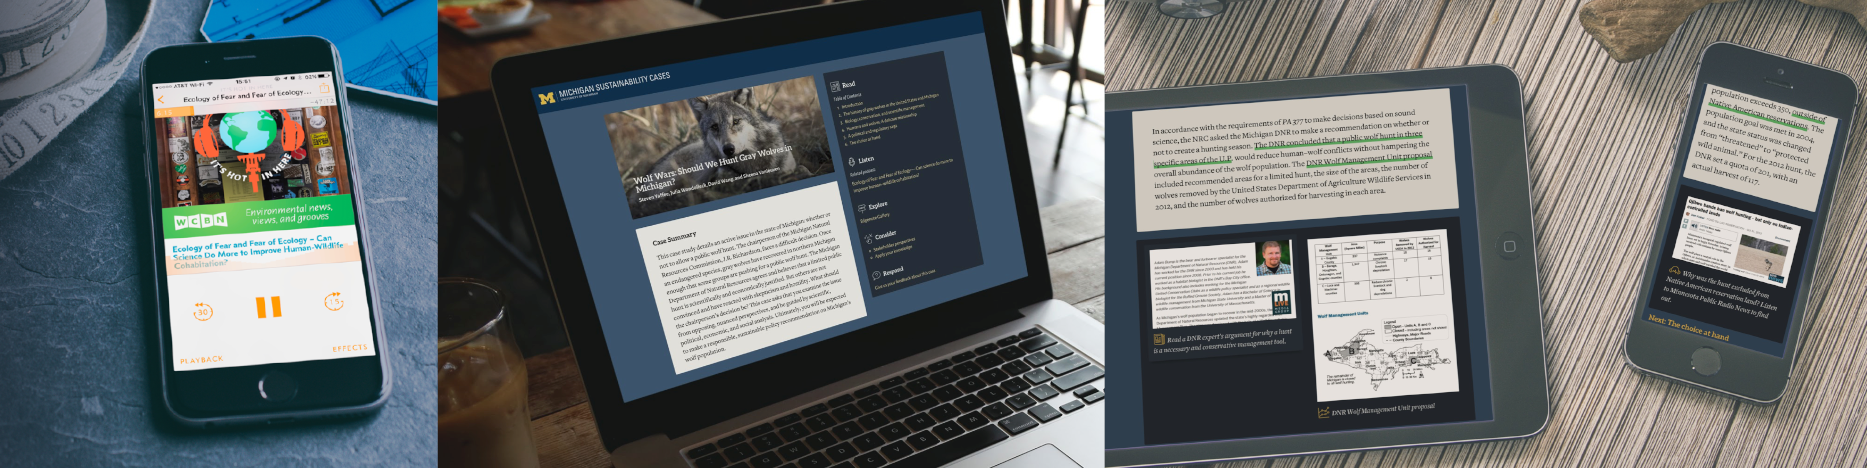 AT&T Wi-Fi
15:51
82%
Ecology of Fear and Fear of Ecology...
IT'S HOT IN HERE
WCBN
Environmental news,
views, and grooves
Ecology of Fear and Fear of Ecology – Can
Science Do More to Improve Human-Wildlife
Cohabitation?
30
15
PLAYBACK
EFFECTS
M MICHIGAN SUSTAINABILITY CASES
Wolf Wars: Should We Hunt Gray Wolves in
Michigan?
Case Summary
This case study details an active issue in the state of Michigan: whether or
not to allow a public wolf hunt. The chairperson of the Michigan Natural
Resources Commission, J.R. Richardson, faces a difficult decision. Once
an endangered species, gray wolves have recovered in northern Michigan
enough that some groups are pushing for a public wolf hunt. The Michigan
Department of Natural Resources agrees and believes that a limited public
hunt is scientifically and economically justified. But others are not
convinced and have reacted with skepticism and hostility. What should
the chairperson's decision be? This case asks that you examine the issue
from opposing, nuanced perspectives, and be guided by scientific,
political, economic, and social analysis. Ultimately, you will be expected
to make a responsible, sustainable policy recommendation on Michigan's
wolf population.
Read
Table of Contents
Listen
Explore
Consider
Stakeholder perspectives
Apply your knowledge
Respond
In accordance with the requirements of PA 377 to make decisions based on sound
science, the NRC asked the Michigan DNR to make a recommendation on whether or
not to create a hunting season. The DNR concluded that a public wolf hunt in three
specific areas of the U.P. would reduce human–wolf conflicts without hampering the
overall abundance of the wolf population. The DNR Wolf Management Unit proposal
included recommended areas for a limited hunt, the size of the areas, the number of
wolves removed by the United States Department of Agriculture Wildlife Services in
2012, and the number of wolves authorized for harvesting in each area.
M LIVE
Read a DNR expert's argument for why a hunt
is a necessary and conservative management tool.
Wolf Management Units
Legend
DNR Wolf Management Unit proposal
population exceeds 350, outside of
Native American reservations. The
population goal was met in 2004,
and the state status was changed
from "threatened" to "protected
wild animal." For the 2012 hunt, the
DNR set a quota of 201, with an
actual harvest of 117.
Why was the hunt excluded from
Native American reservation land? Listen
to Minnesota Public Radio News to find
out.
Next: The choice at hand